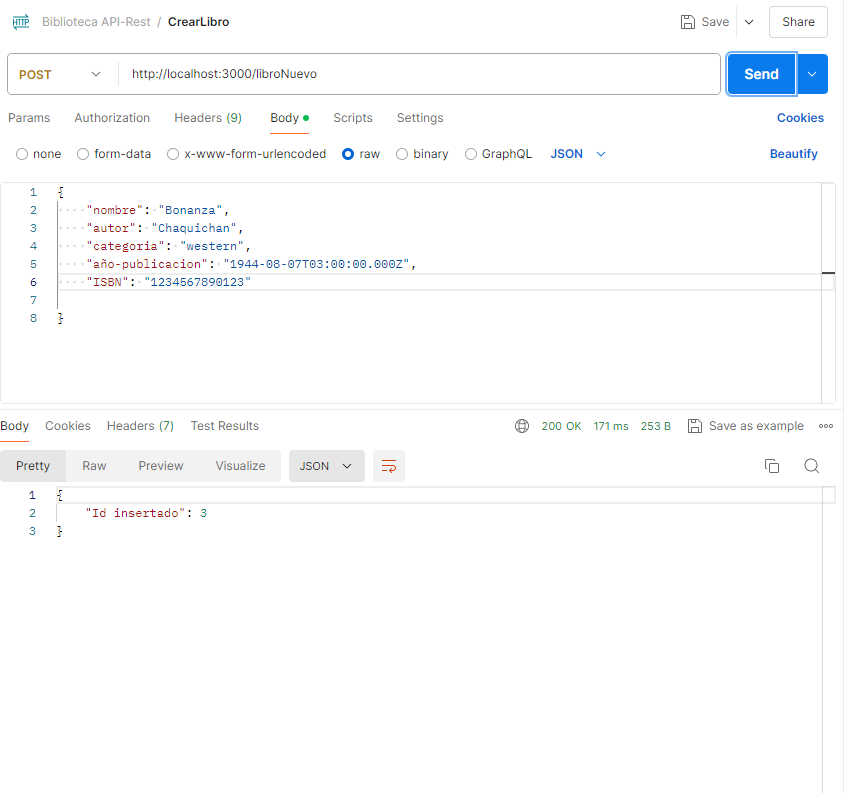 HTTP Biblioteca API-Rest / CrearLibro Save Share
POST http://localhost:3000/libroNuevo Send
Params Authorization Headers (9) Body Scripts Settings Cookies
none form-data x-www-form-urlencoded raw binary GraphQL JSON Beautify
1 {
2 "nombre": "Bonanza",
3 "autor": "Chaquichan",
4 "categoria": "western",
5 "año-publicacion": "1944-08-07T03:00:00.000Z",
6 "ISBN": "1234567890123"
7
8 }
Body Cookies Headers (7) Test Results 200 OK 171 ms 253 B Save as example
Pretty Raw Preview Visualize JSON
1 {
2 "Id insertado": 3
3 }